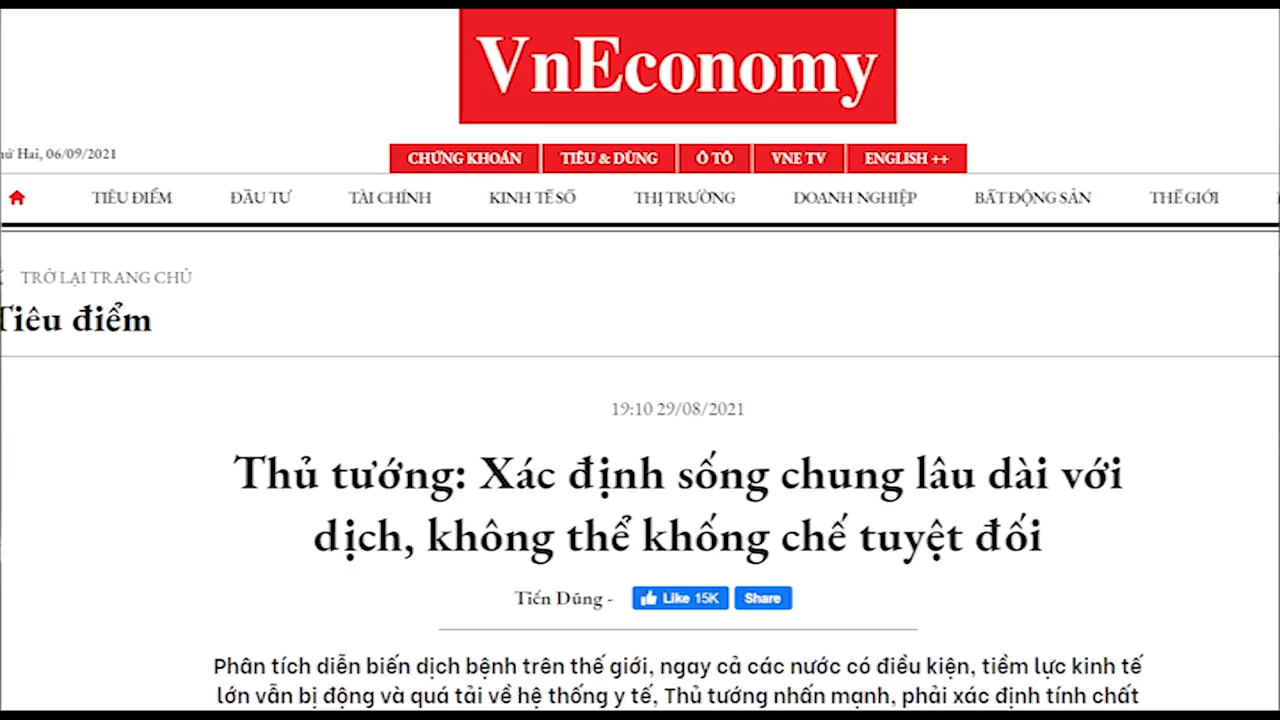 VnEconomy
ứ Hai, 06/09/2021
CHỨNG KHOÁN TIÊU & DÙNG Ô TÔ VNE TV ENGLISH ++
TIÊU ĐIỂM ĐẦU TƯ TÀI CHÍNH KINH TẾ SỐ THỊ TRƯỜNG DOANH NGHIỆP BẤT ĐỘNG SẢN THẾ GIỚI
TRỞ LẠI TRANG CHỦ
Tiêu điểm
19:10 29/08/2021
Thủ tướng: Xác định sống chung lâu dài với
dịch, không thể khống chế tuyệt đối
Tiến Dũng -
Like 15K Share
Phân tích diễn biến dịch bệnh trên thế giới, ngay cả các nước có điều kiện, tiềm lực kinh tế
lớn vẫn bị động và quá tải về hệ thống y tế, Thủ tướng nhấn mạnh, phải xác định tính chất